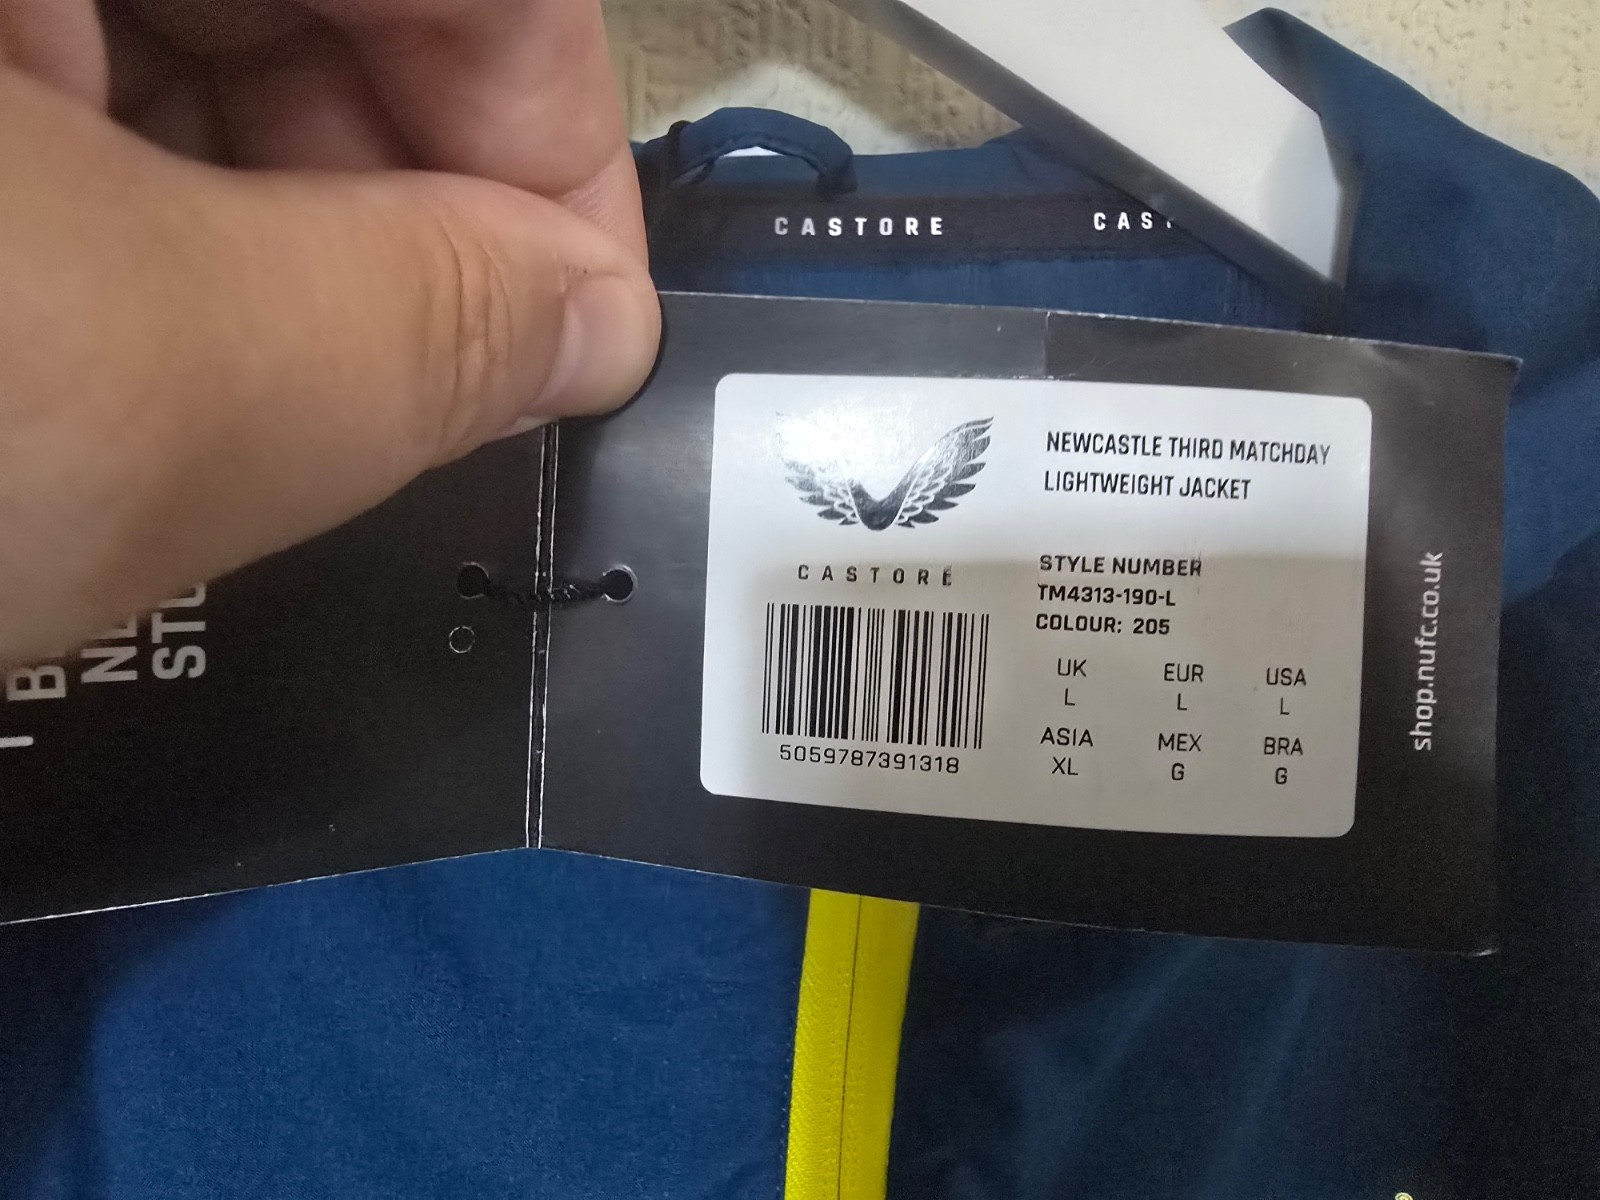 CASTORE
NEWCASTLE THIRD MATCHDAY
LIGHTWEIGHT JACKET
CASTORE
STYLE NUMBER
TM4313-190-L
COLOUR: 205
UK EUR USA
L L L
ASIA MEX BRA
XL G G
5059787391318
shop.nufc.co.uk